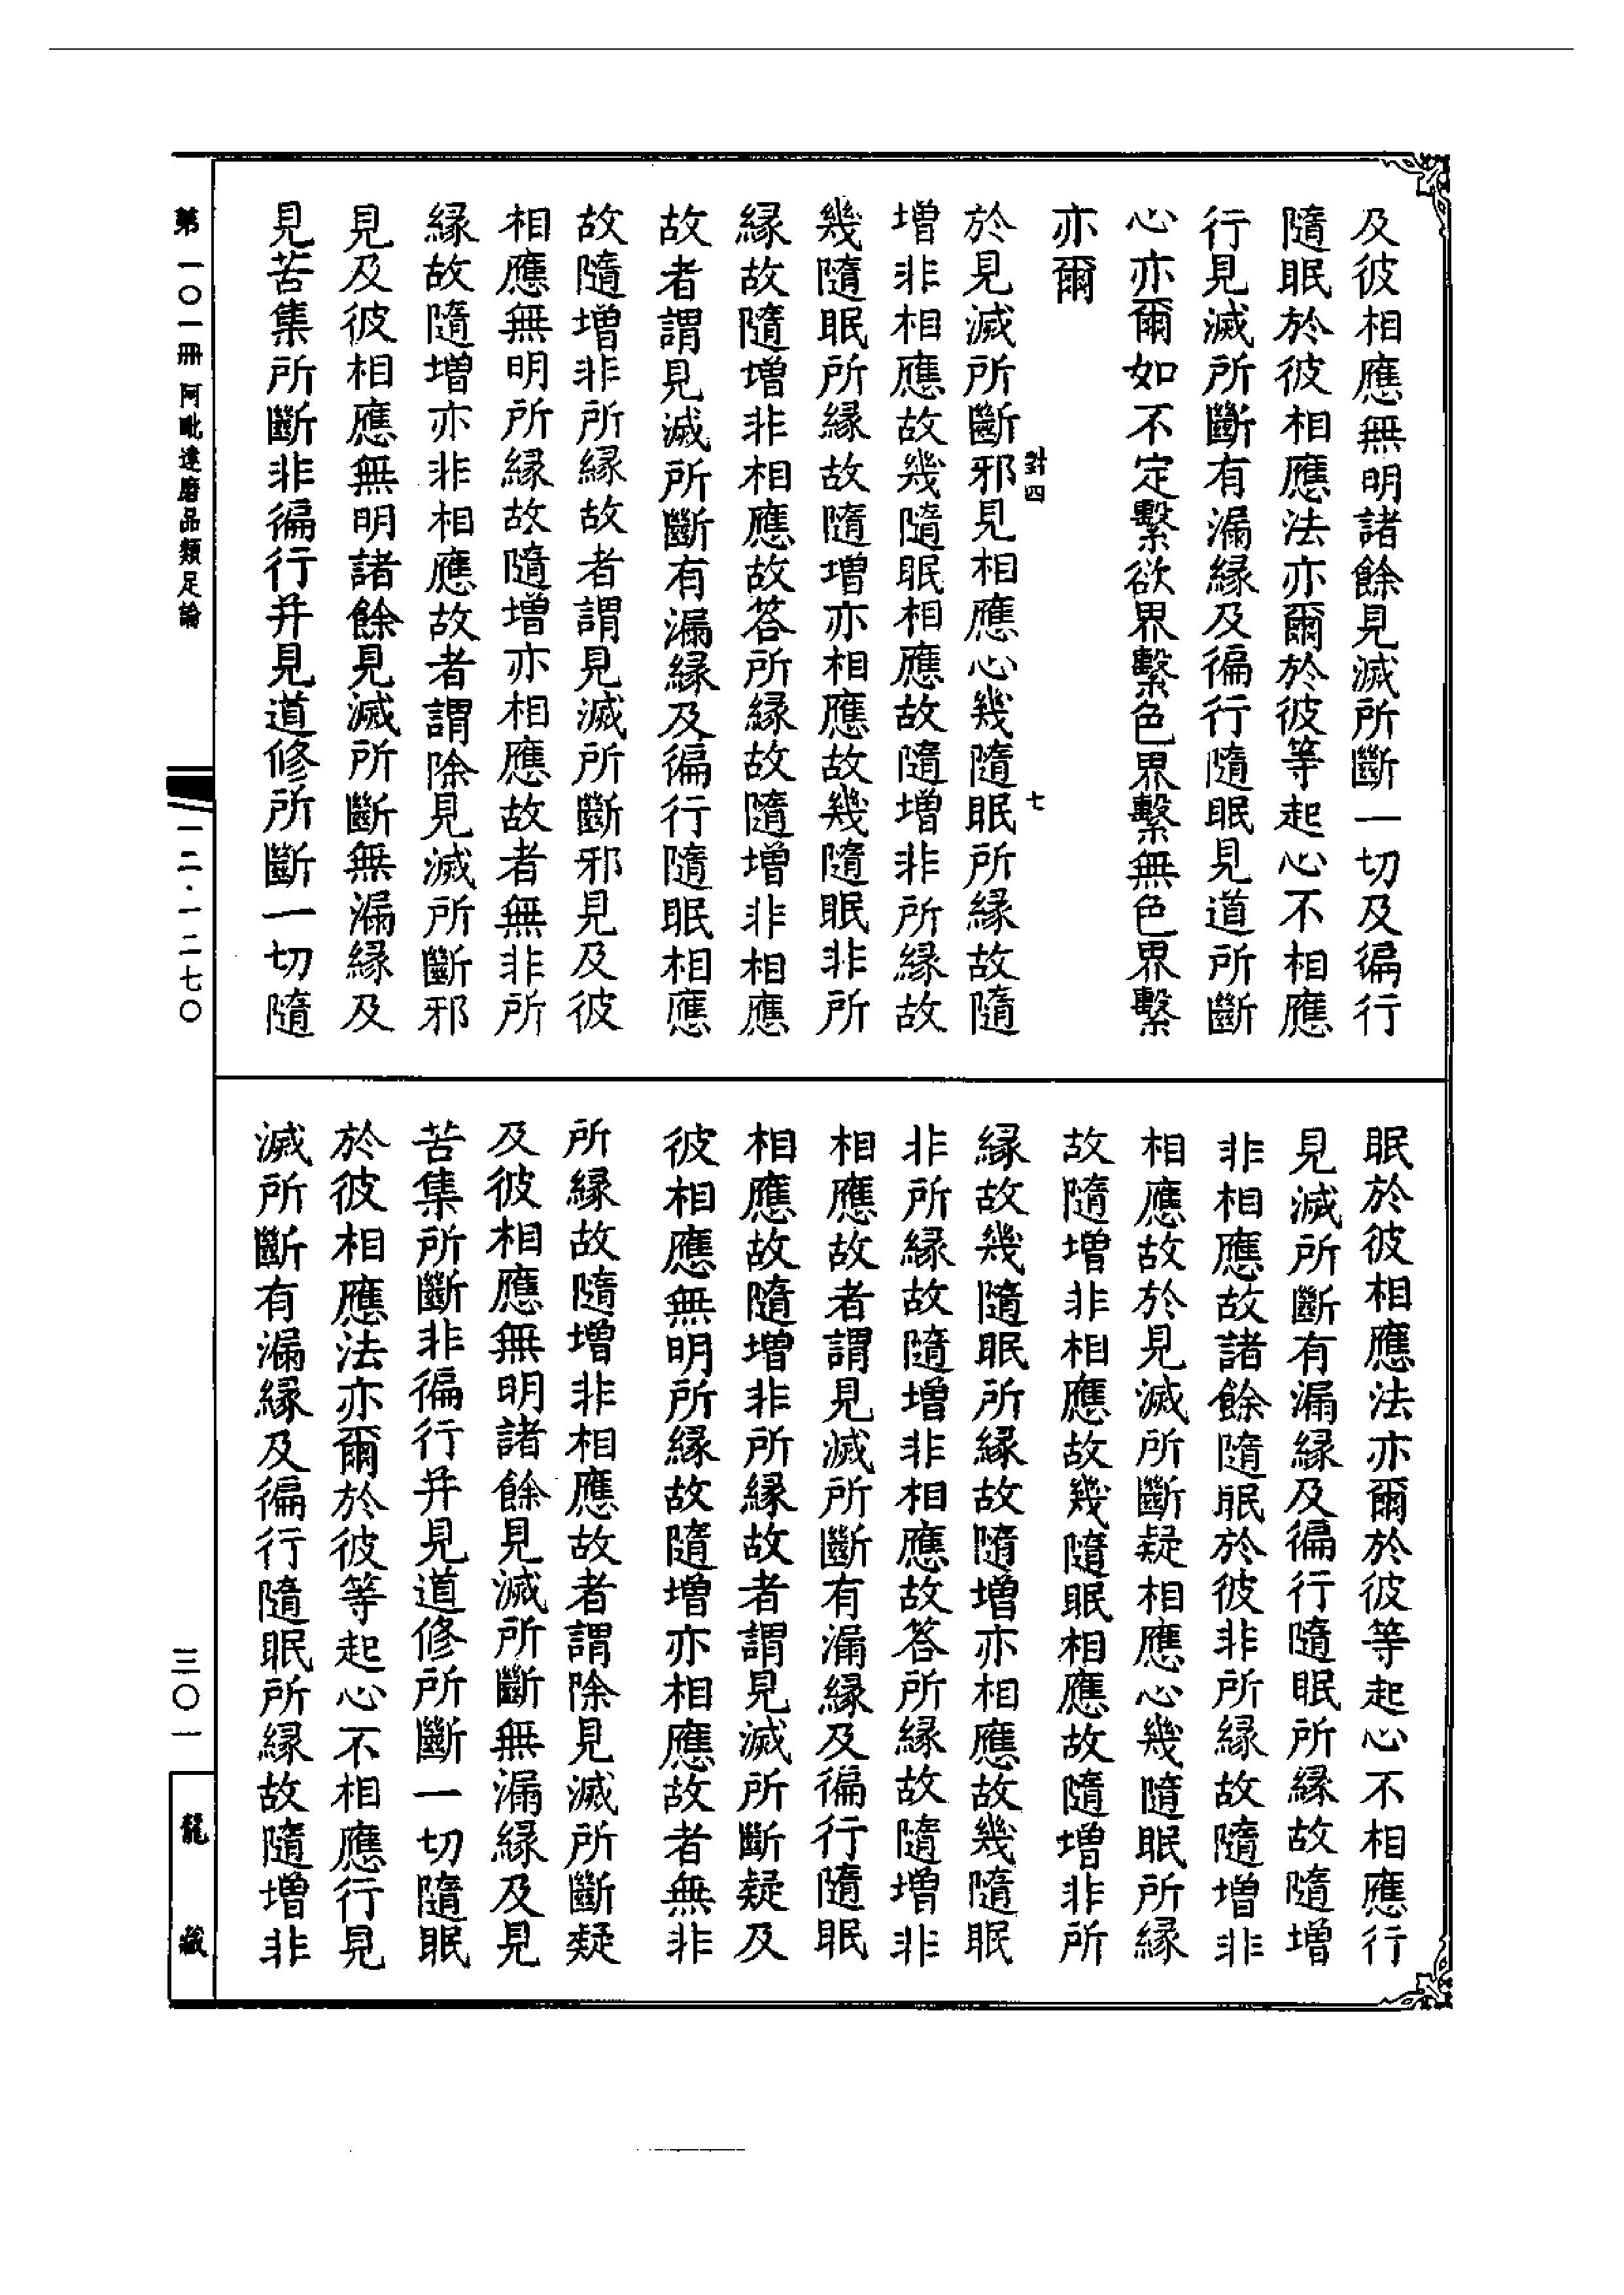 及彼相應無明諸餘見滅所斷一切及徧行
隨眠於彼相應法亦爾於彼等起心不相應
行見滅所斷有漏緣及徧行隨眠見道所斷
心亦爾如不定繫欲界繫色界繫無色界繫
亦爾
對四
七
於見滅所斷邪見相應心幾隨眠所緣故隨
增非相應故幾隨眠相應故隨增非所緣故
幾隨眠所緣故隨增亦相應故幾隨眠非所
緣故隨增非相應故答所緣故隨增非相應
故者謂見滅所斷有漏緣及徧行隨眠相應
故隨增非所緣故者謂見滅所斷邪見及彼
相應無明所緣故隨增亦相應故者無非所
緣故隨增亦非相應故者謂除見滅所斷邪
見及彼相應無明諸餘見滅所斷無漏緣及
見苦集所斷非徧行并見道修所斷一切隨
眠於彼相應法亦爾於彼等起心不相應行
見滅所斷有漏緣及徧行隨眠所緣故隨增
非相應故諸餘隨眠於彼非所緣故隨增非
相應故於見滅所斷疑相應心幾隨眠所緣
故隨增非相應故幾隨眠相應故隨增非所
緣故幾隨眠所緣故隨增亦相應故幾隨眠
非所緣故隨增非相應故答所緣故隨增非
相應故者謂見滅所斷有漏緣及徧行隨眠
相應故隨增非所緣故者謂見滅所斷疑及
彼相應無明所緣故隨增亦相應故者無非
所緣故隨增非相應故者謂除見滅所斷疑
及彼相應無明諸餘見滅所斷無漏緣及見
苦集所斷非徧行并見道修所斷一切隨眠
於彼相應法亦爾於彼等起心不相應行見
滅所斷有漏緣及徧行隨眠所緣故隨增非
第一〇一冊 阿毗達磨品類足論
一二·一二七〇
三〇一
龍藏